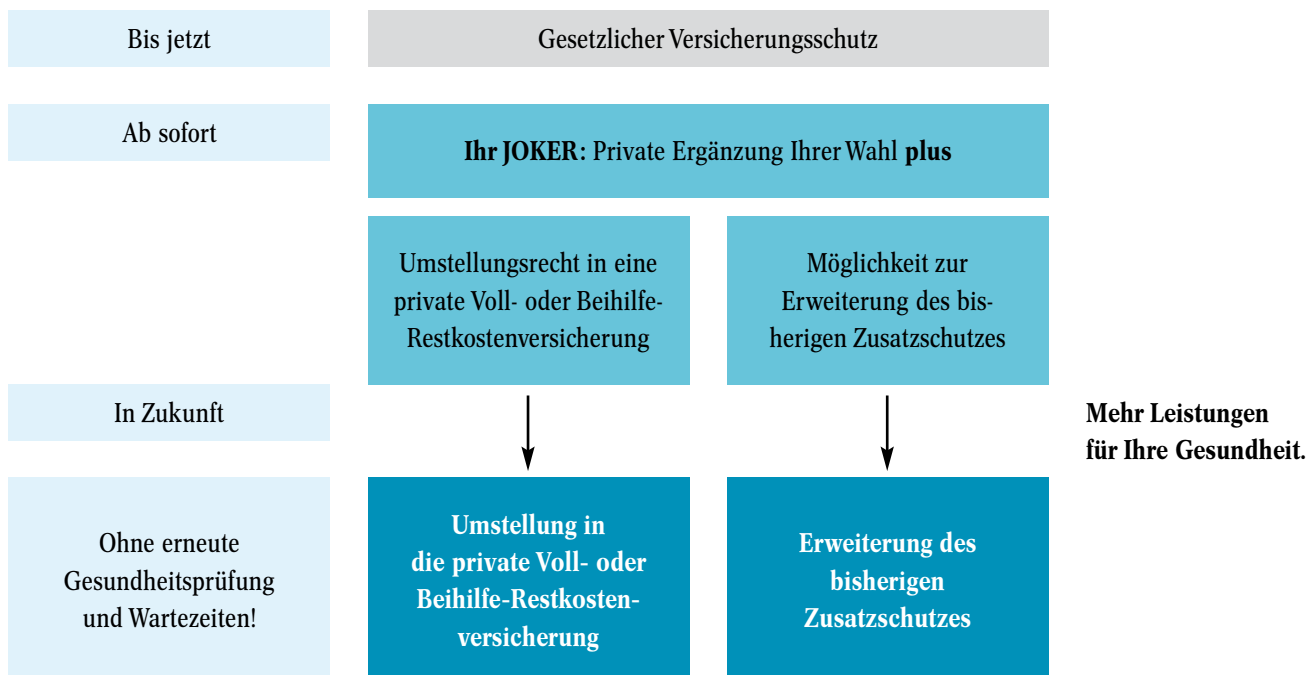 Bis jetzt
Gesetzlicher Versicherungsschutz
Ab sofort
Ihr JOKER: Private Ergänzung Ihrer Wahl plus
Umstellungsrecht in eine
private Voll- oder Beihilfe-
Restkostenversicherung
Möglichkeit zur
Erweiterung des bis-
herigen Zusatzschutzes
In Zukunft
Mehr Leistungen
für Ihre Gesundheit.
Ohne erneute
Gesundheitsprüfung
und Wartezeiten!
Umstellung in
die private Voll- oder
Beihilfe-Restkosten-
versicherung
Erweiterung des
bisherigen
Zusatzschutzes